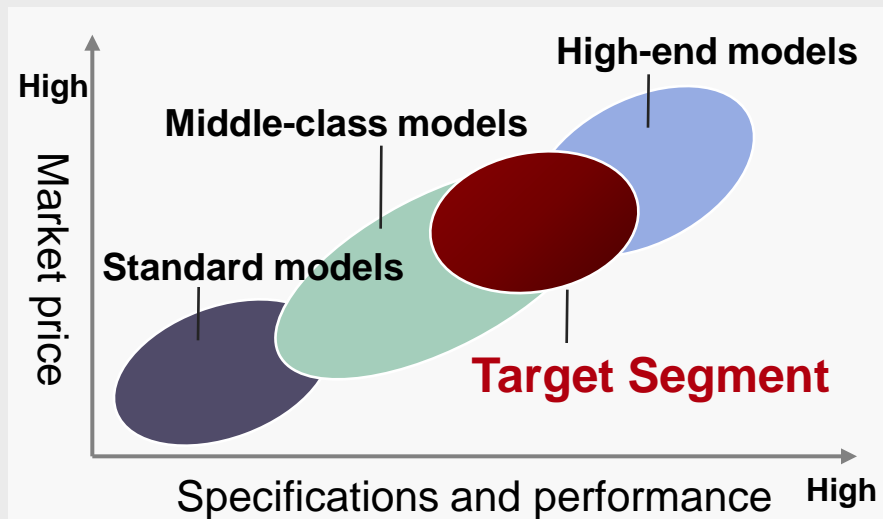 High-end models
High
Middle-class models
Market price
Standard models
Target Segment
Specifications and performance
High